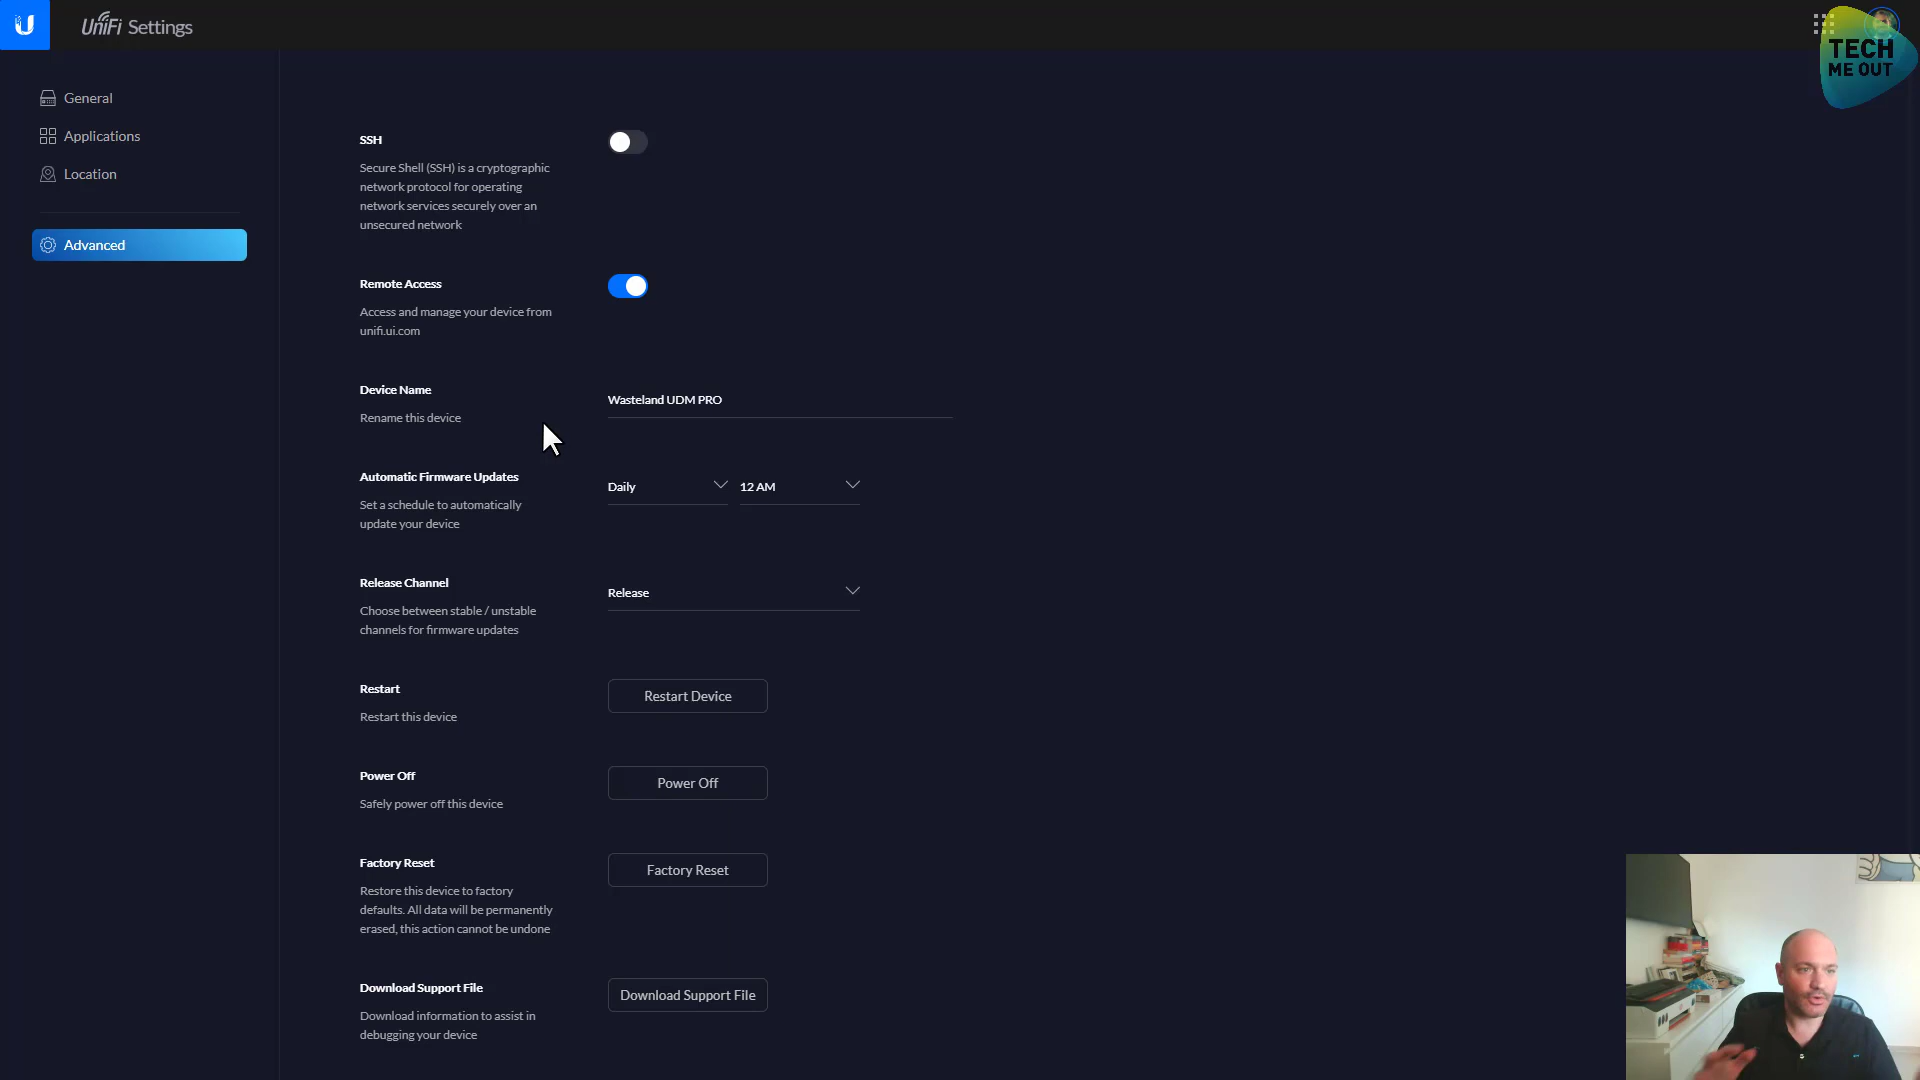 UniFi Settings
TECH
ME OUT
General
Applications
Location
Advanced
SSH
Secure Shell (SSH) is a cryptographic
network protocol for operating
network services securely over an
unsecured network
Remote Access
Access and manage your device from
unifi.ui.com
Device Name
Rename this device
Wasteland UDM PRO
Automatic Firmware Updates
Set a schedule to automatically
update your device
Daily
12 AM
Release Channel
Choose between stable / unstable
channels for firmware updates
Release
Restart
Restart this device
Restart Device
Power Off
Safely power off this device
Power Off
Factory Reset
Restore this device to factory
defaults. All data will be permanently
erased, this action cannot be undone
Factory Reset
Download Support File
Download information to assist in
debugging your device
Download Support File